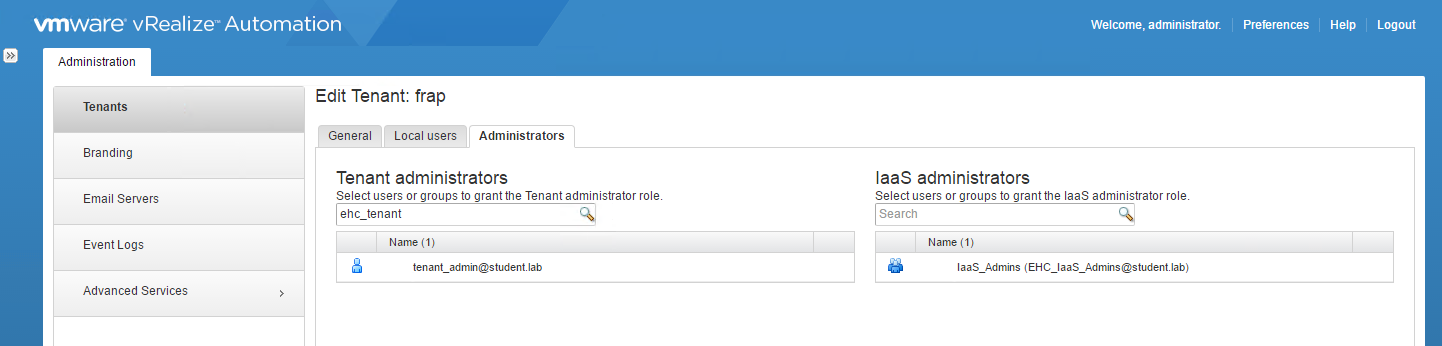 vmware® vRealize™ Automation
Welcome, administrator. Preferences Help Logout
Administration
Tenants
Branding
Email Servers
Event Logs
Advanced Services
Edit Tenant: frap
General Local users Administrators
Tenant administrators
Select users or groups to grant the Tenant administrator role.
ehc_tenant
Name (1)
tenant_admin@student.lab
IaaS administrators
Select users or groups to grant the IaaS administrator role.
Search
Name (1)
IaaS_Admins (EHC_IaaS_Admins@student.lab)